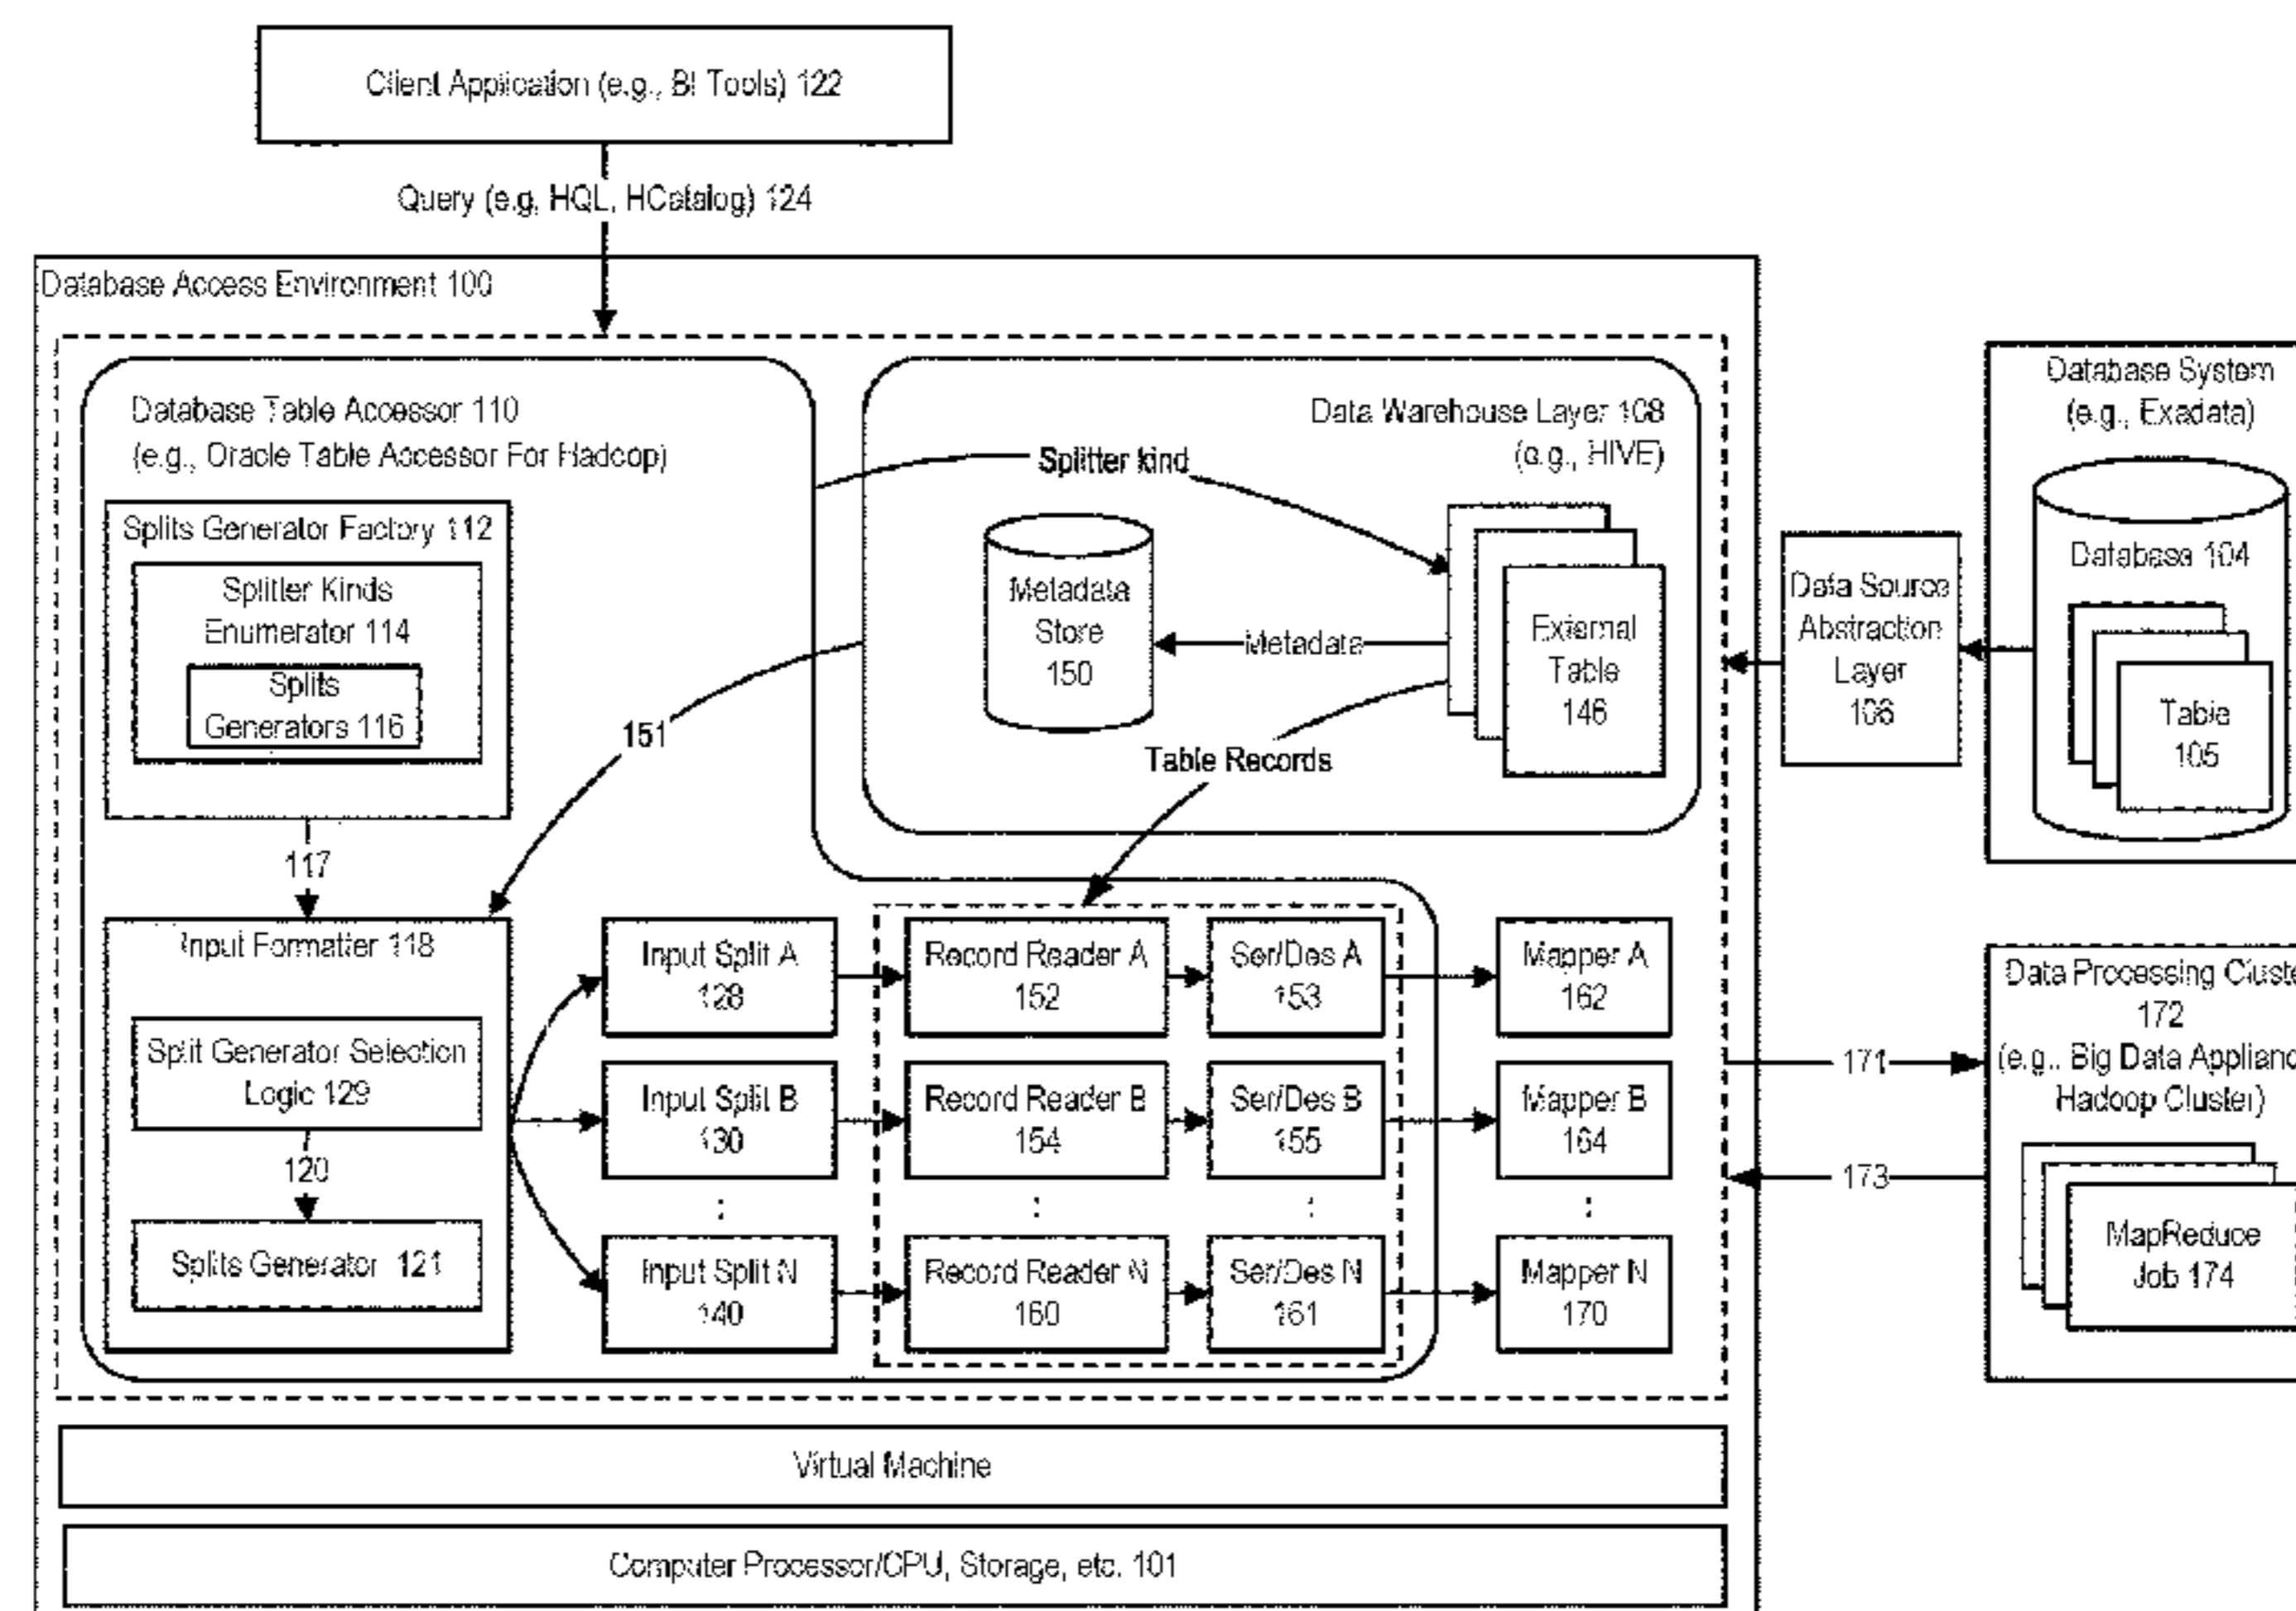 Client Application (e.g., BI Tools) 122
Query (e.g, HQL, HCatalog) 124
Database Access Environment 100
Database Table Accessor 110
(e.g., Oracle Table Accessor For Hadoop)
Splits Generator Factory 112
Splitter Kinds
Enumerator 114
Splits
Generators 116
117
Input Formatter 118
Split Generator Selection
Logic 129
120
Splits Generator 121
151
Data Warehouse Layer 108
(e.g., HIVE)
Splitter kind
Metadata
Store
150
Metadata
External
Table
146
Table Records
Input Split A
128
Record Reader A
152
Ser/Des A
153
Mapper A
162
Input Split B
130
Record Reader B
154
Ser/Des B
155
Mapper B
164
:
:
:
:
Input Split N
140
Record Reader N
160
Ser/Des N
161
Mapper N
170
Virtual Machine
Computer Processor/CPU, Storage, etc. 101
Data Source
Abstraction
Layer
106
Database System
(e.g., Exadata)
Database 104
Table
105
171
173
Data Processing Cluste
172
(e.g., Big Data Applianc
Hadoop Cluster)
MapReduce
Job 174